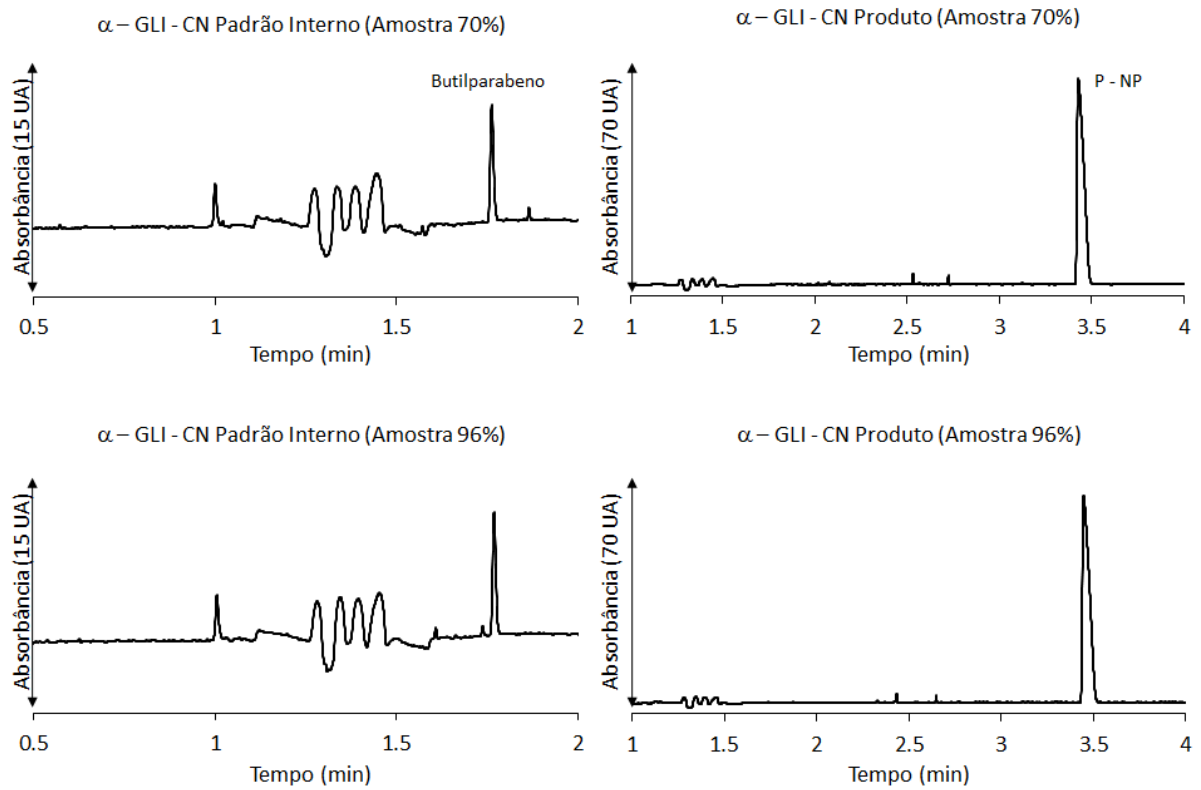 α – GLI - CN Padrão Interno (Amostra 70%)
Absorbância (15 UA)
Butilparabeno
0.5 1 1.5 2
Tempo (min)
α – GLI - CN Produto (Amostra 70%)
Absorbância (70 UA)
P - NP
1 1.5 2 2.5 3 3.5 4
Tempo (min)
α – GLI - CN Padrão Interno (Amostra 96%)
Absorbância (15 UA)
0.5 1 1.5 2
Tempo (min)
α – GLI - CN Produto (Amostra 96%)
Absorbância (70 UA)
1 1.5 2 2.5 3 3.5 4
Tempo (min)